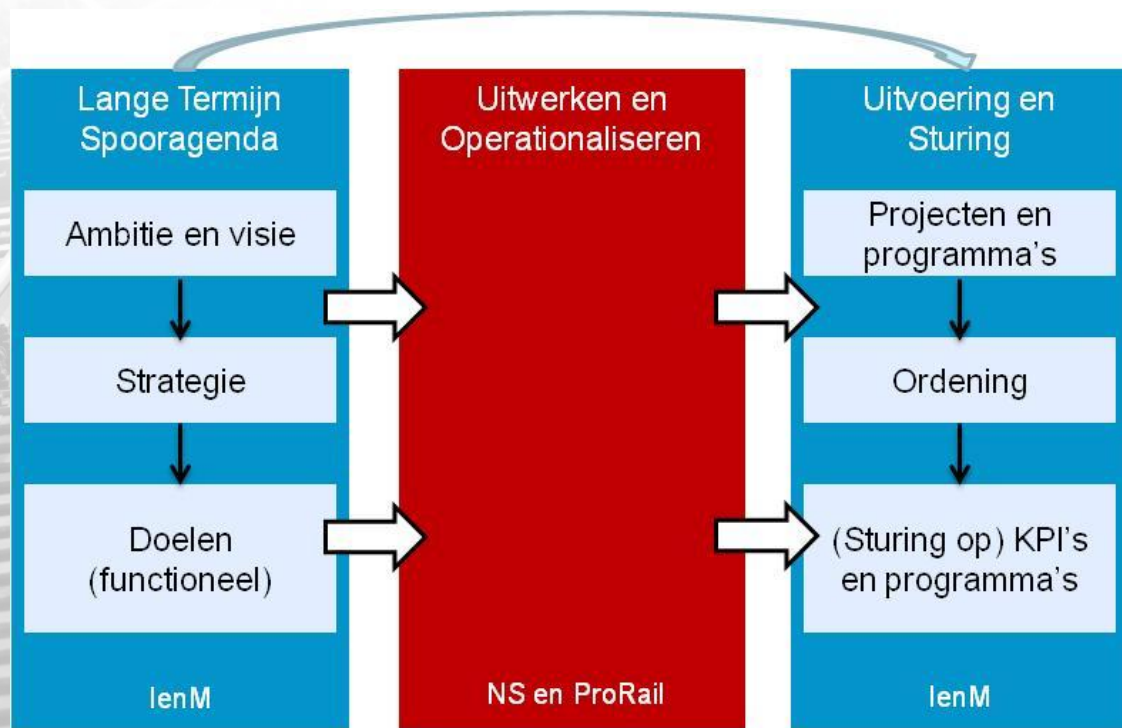 Lange Termijn
Spooragenda
Ambitie en visie
Strategie
Doelen
(functioneel)
IenM
Uitwerken en
Operationaliseren
NS en ProRail
Uitvoering en
Sturing
Projecten en
programma's
Ordening
(Sturing op) KPI's
en programma's
IenM